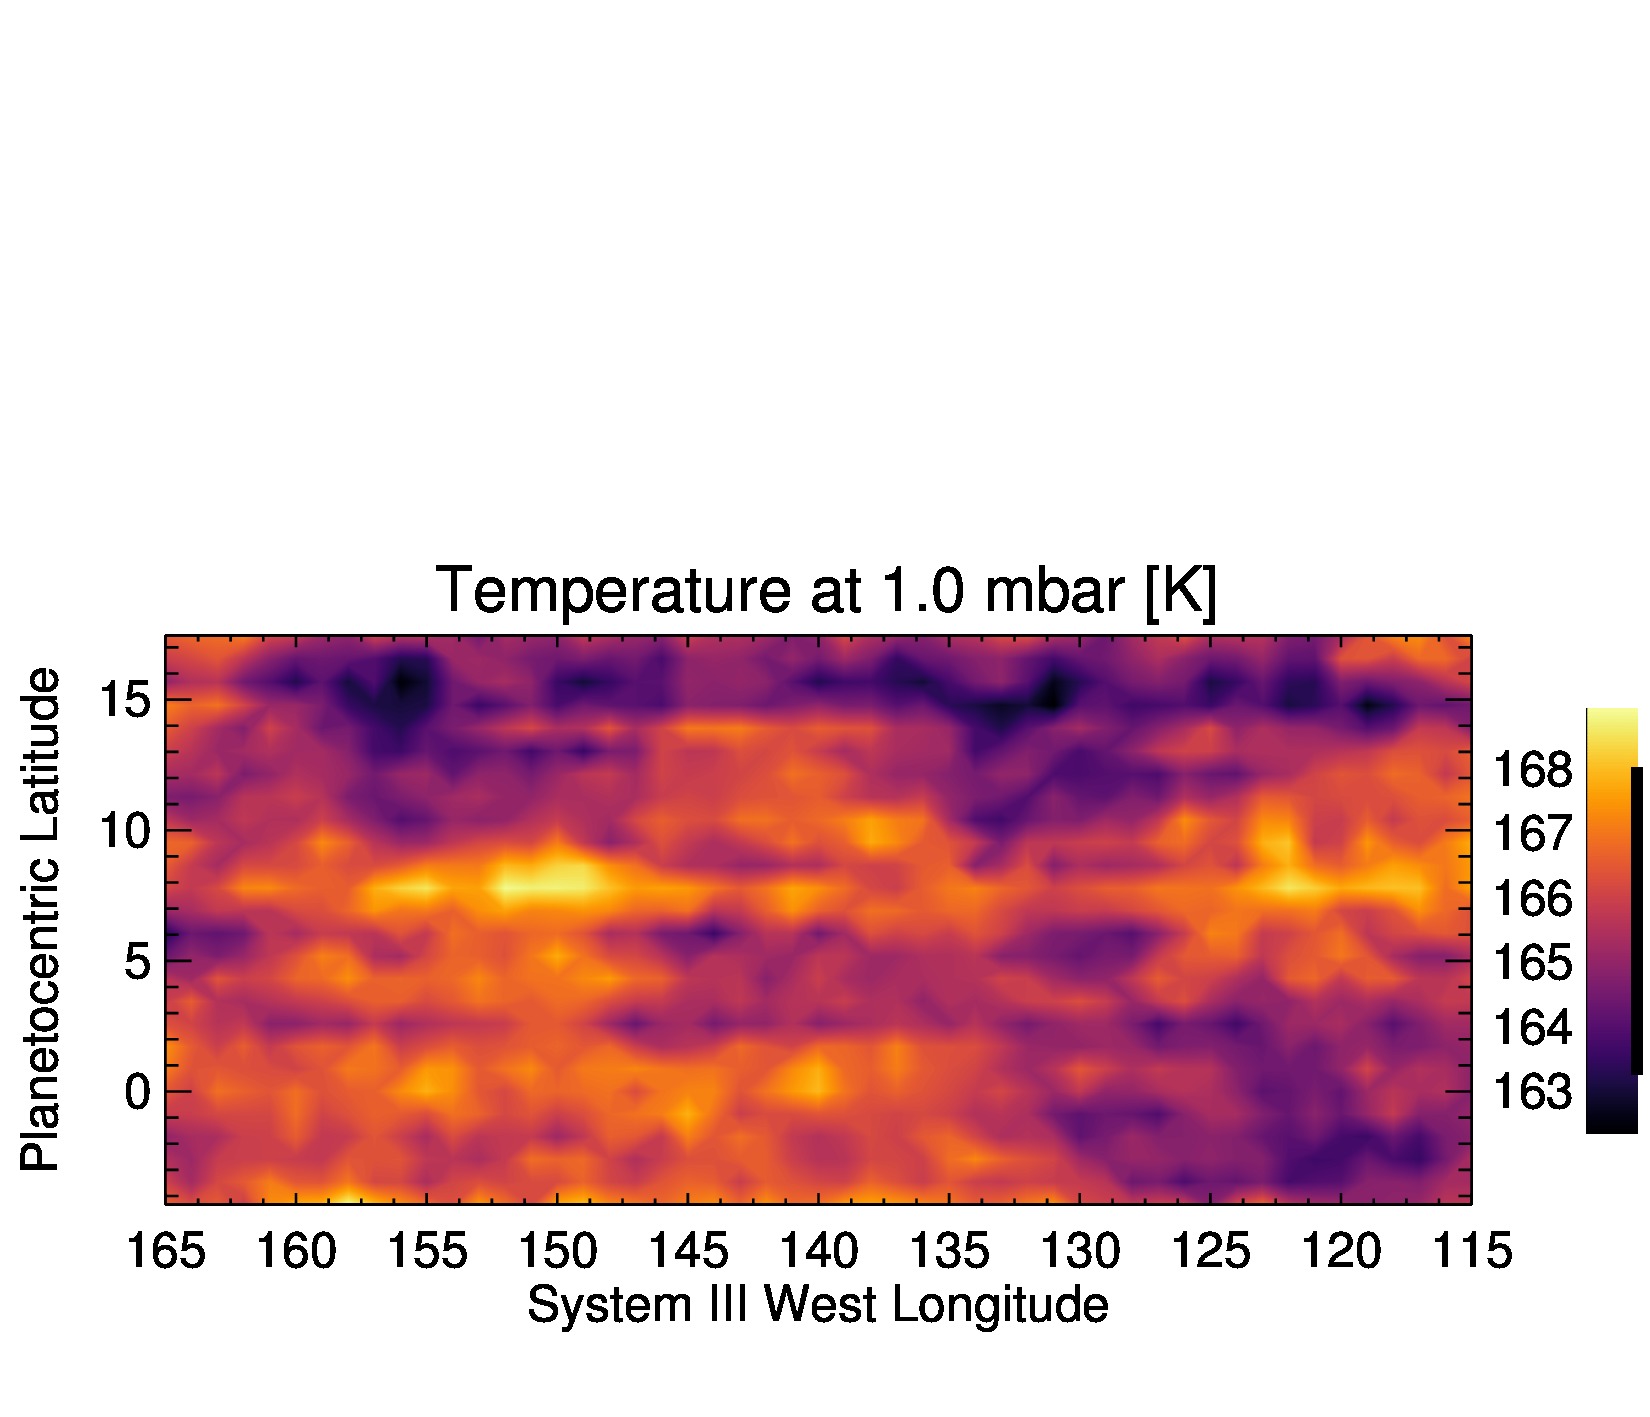 Temperature at 1.0 mbar [K]
Planetocentric Latitude
15
10
5
0
165 160 155 150 145 140 135 130 125 120 115
System III West Longitude
168
167
166
165
164
163